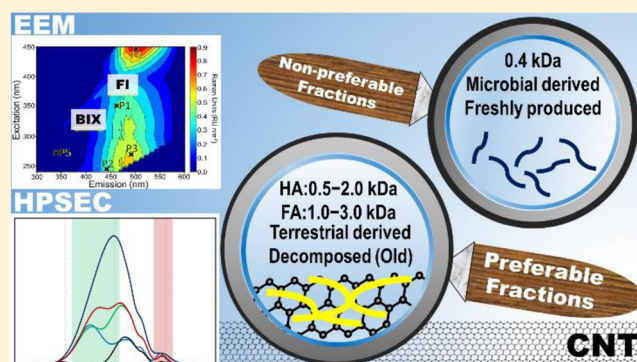 EEM
450
400
350
300
250
Excitation (nm)
300 350 400 450 500 550 600
Emission (nm)
FI
BIX
P1
P2
P3
P5
0.9
0.8
0.7
0.6
0.5
0.4
0.3
0.2
0.1
0.0
Raman Units (RU nm⁻¹)
HPSEC
Non-preferable
Fractions
0.4 kDa
Microbial derived
Freshly produced
HA:0.5−2.0 kDa
FA:1.0−3.0 kDa
Terrestrial derived
Decomposed (Old)
Preferable
Fractions
CNT